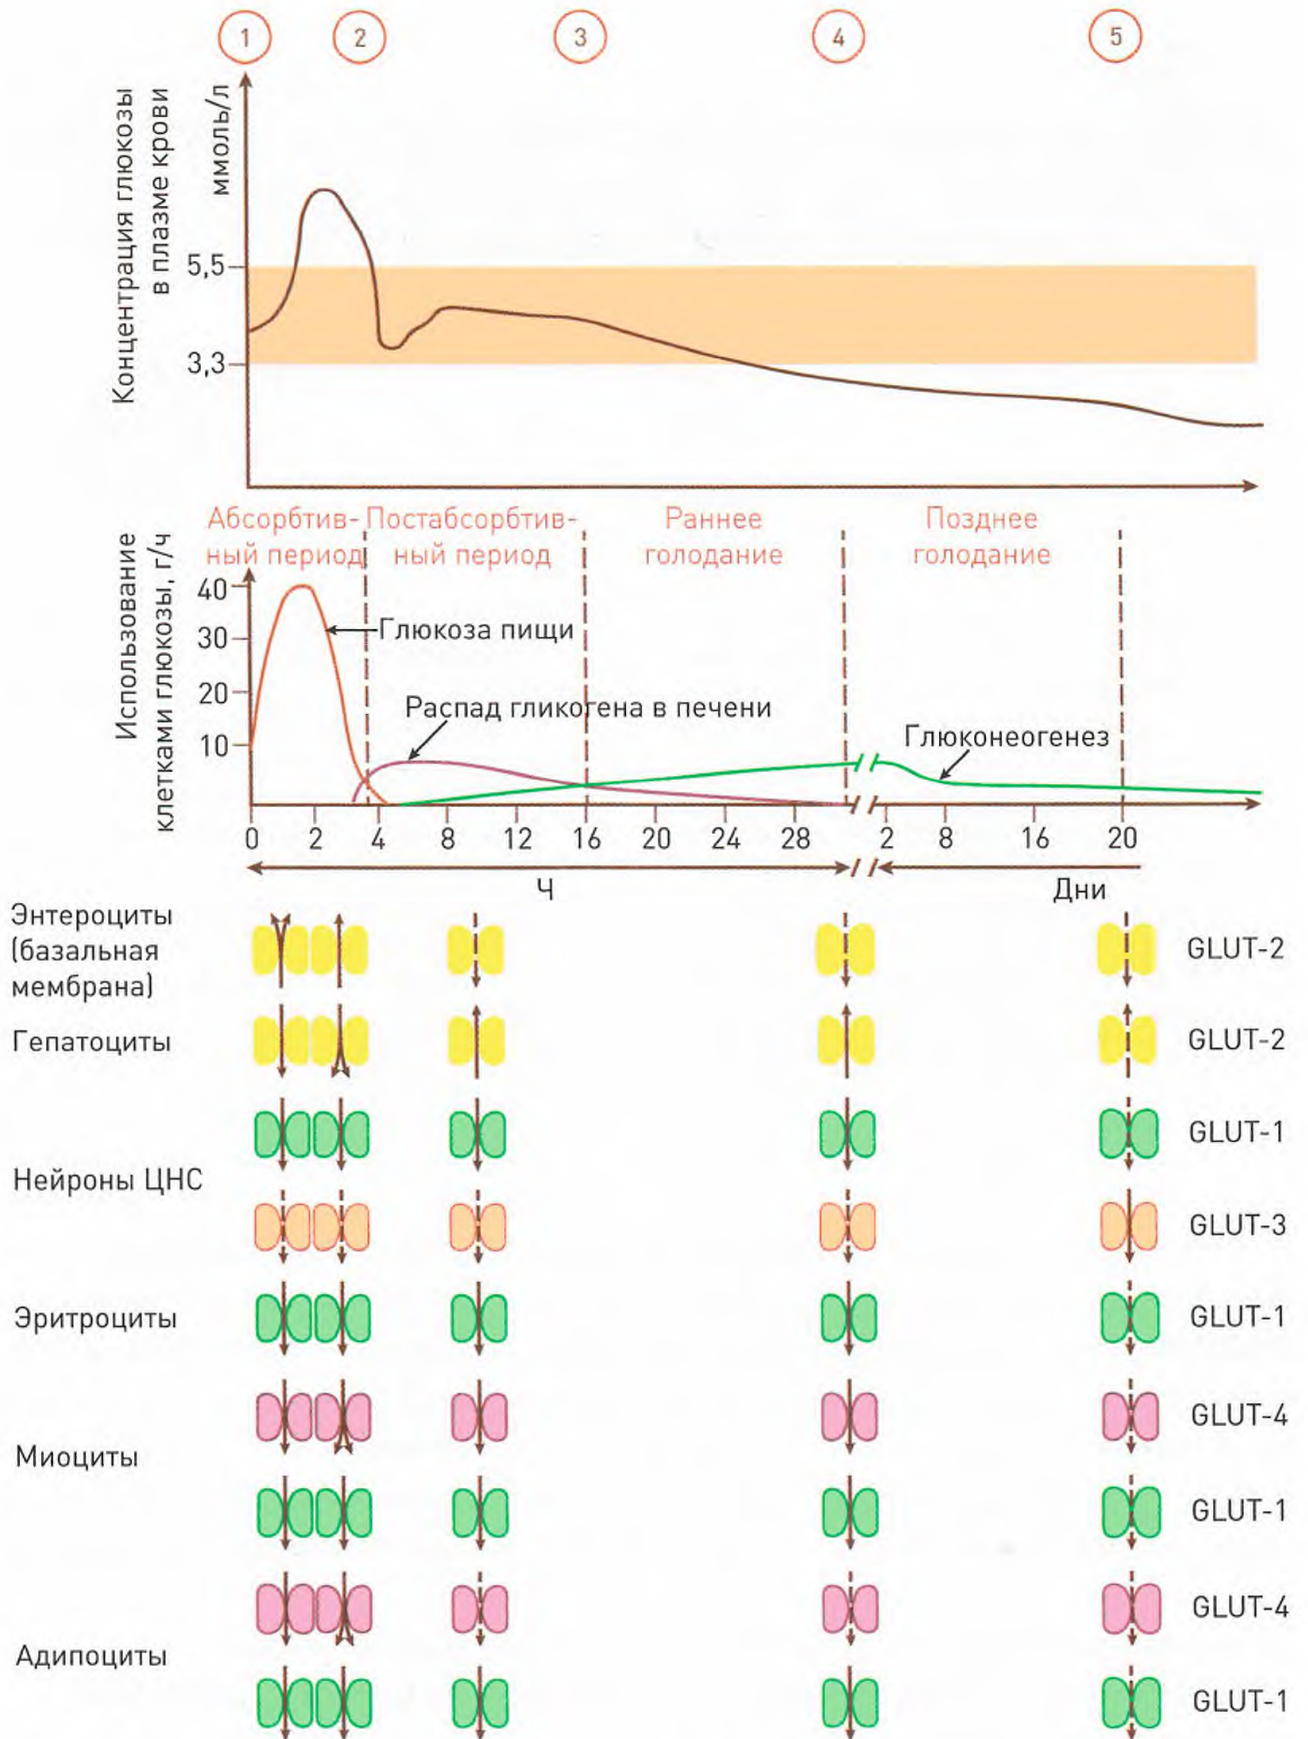 1 2 3 4 5
Концентрация глюкозы
в плазме крови
ммоль/л
5,5
3,3
Абсорбтив-
ный период
Постабсорбтив-
ный период
Раннее
голодание
Позднее
голодание
Использование
клетками глюкозы, г/ч
40
30
20
10
Глюкоза пищи
Распад гликогена в печени
Глюконеогенез
0 2 4 8 12 16 20 24 28 2 8 16 20
Ч
Дни
Энтероциты
(базальная
мембрана)
GLUT-2
Гепатоциты
GLUT-2
GLUT-1
Нейроны ЦНС
GLUT-3
Эритроциты
GLUT-1
GLUT-4
Миоциты
GLUT-1
GLUT-4
Адипоциты
GLUT-1